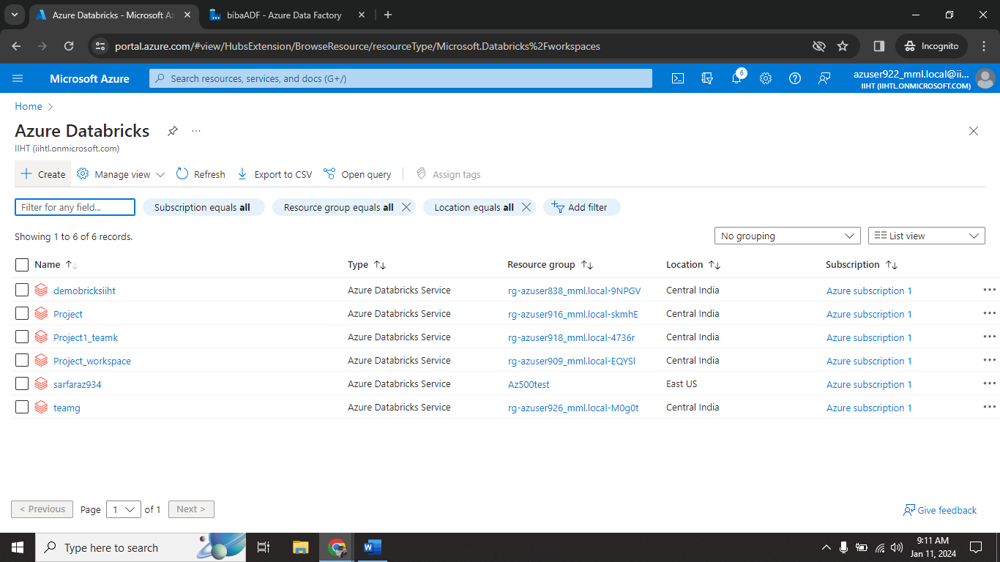 Azure Databricks - Microsoft Az
bibaADF - Azure Data Factory
portal.azure.com/#view/HubsExtension/BrowseResource/resourceType/Microsoft.Databricks%2Fworkspaces
Incognito
Microsoft Azure
Search resources, services, and docs (G+/)
6
azuser922_mml.local@ii...
IIHT (IIHTL.ONMICROSOFT.COM)
Home
Azure Databricks
IIHT (iihtl.onmicrosoft.com)
Create Manage view Refresh Export to CSV Open query Assign tags
Filter for any field... Subscription equals all Resource group equals all Location equals all Add filter
Showing 1 to 6 of 6 records. No grouping List view
Name Type Resource group Location Subscription
demobricksiiht Azure Databricks Service rg-azuser838_mml.local-9NPGV Central India Azure subscription 1
Project Azure Databricks Service rg-azuser916_mml.local-skmhE Central India Azure subscription 1
Project1_teamk Azure Databricks Service rg-azuser918_mml.local-4736r Central India Azure subscription 1
Project_workspace Azure Databricks Service rg-azuser909_mml.local-EQYSl Central India Azure subscription 1
sarfaraz934 Azure Databricks Service Az500test East US Azure subscription 1
teamg Azure Databricks Service rg-azuser926_mml.local-M0g0t Central India Azure subscription 1
< Previous Page 1 of 1 Next > Give feedback
Type here to search
9:11 AM
Jan 11, 2024